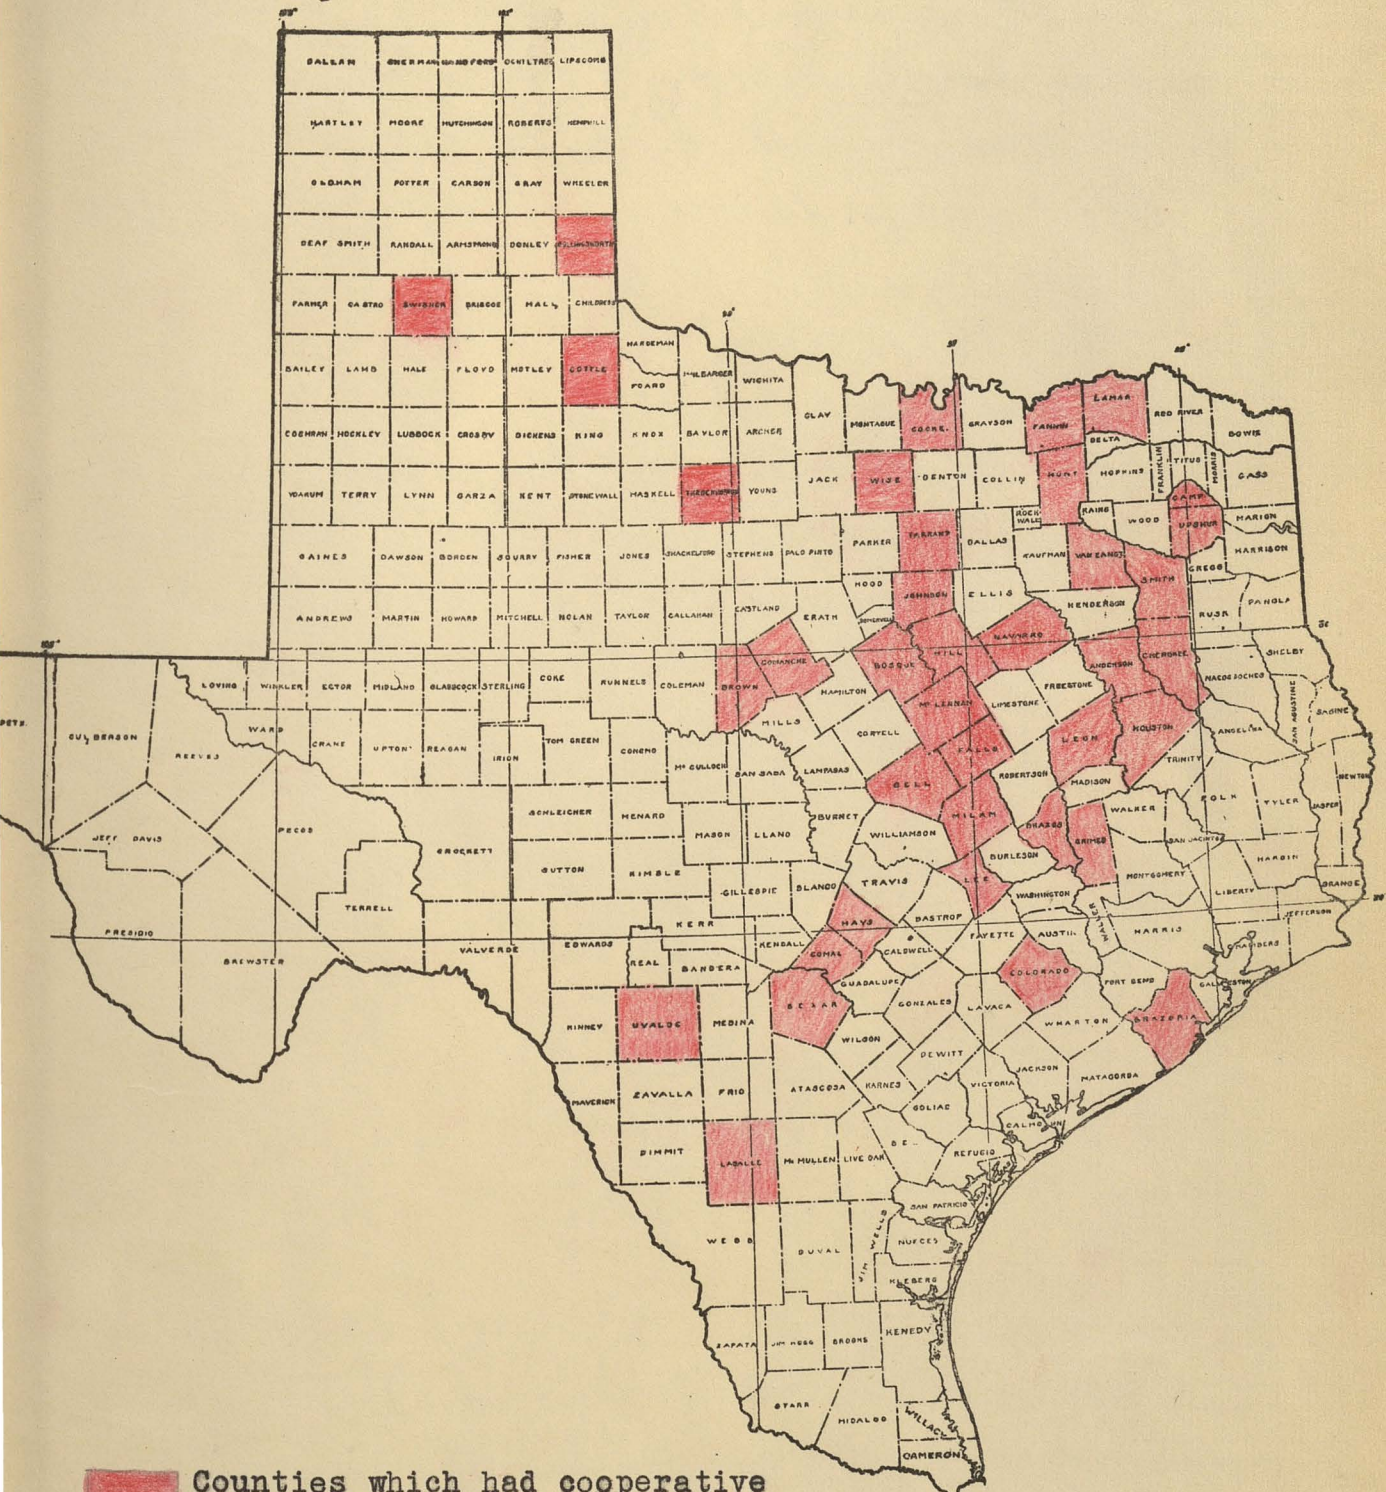 DALLAM SHERMAN HANSFORD OCHILTREE LIPSCOMB
HARTLEY MOORE HUTCHINSON ROBERTS HEMPHILL
OLDHAM POTTER CARSON GRAY WHEELER
DEAF SMITH RANDALL ARMSTRONG DONLEY
PARMER CASTRO SWISHER BRISCOE HALL CHILDRESS
HARDEMAN
BAILEY LAMB HALE FLOYD MOTLEY COTTLE FOARD WILBARGER WICHITA
CLAY MONTAGUE COOKE GRAYSON FANNIN LAMAR RED RIVER BOWIE
DELTA
COCHRAN HOCKLEY LUBBOCK CROSBY DICKENS KING KNOX BAYLOR ARCHER
JACK WISE DENTON COLLIN HUNT HOPKINS FRANKLIN TITUS MORRIS CASS
YOAKUM TERRY LYNN GARZA KENT STONEWALL HASKELL YOUNG
CAMP
ROCK-
WALL
RAINS WOOD UPSHUR MARION
GAINES DAWSON BORDEN SCURRY FISHER JONES SHACKELFORD STEPHENS PALO PINTO PARKER TARRANT DALLAS KAUFMAN VAN ZANDT HARRISON
GREGG
HOOD JOHNSON ELLIS SMITH
HENDERSON RUSK PANOLA
ANDREWS MARTIN HOWARD MITCHELL NOLAN TAYLOR CALLAHAN EASTLAND ERATH SOMERVELL
NAVARRO
LOVING WINKLER ECTOR MIDLAND GLASSCOCK STERLING COKE RUNNELS COLEMAN BROWN COMANCHE BOSQUE HILL ANDERSON CHEROKEE SHELBY
HAMILTON FREESTONE NACOGDOCHES
MILLS McLENNAN LIMESTONE SAN AUGUSTINE SABINE
CULBERSON REEVES WARD CRANE UPTON REAGAN IRION TOM GREEN CONCHO CORYELL FALLS LEON HOUSTON ANGELINA
McCULLOCH SAN SABA LAMPASAS BELL ROBERTSON MADISON TRINITY NEWTON
JEFF DAVIS PECOS SCHLEICHER MENARD MASON LLANO BURNET WILLIAMSON MILAM BRAZOS GRIMES WALKER POLK TYLER JASPER
SAN JACINTO
CROCKETT SUTTON KIMBLE GILLESPIE BLANCO TRAVIS LEE BURLESON MONTGOMERY HARDIN
WASHINGTON LIBERTY ORANGE
TERRELL
PRESIDIO BREWSTER VALVERDE EDWARDS KERR KENDALL HAYS BASTROP FAYETTE AUSTIN WALLER HARRIS JEFFERSON
REAL BANDERA COMAL CALDWELL COLORADO CHAMBERS
GUADALUPE FORT BEND GALVESTON
KINNEY UVALDE MEDINA BEXAR GONZALES LAVACA WHARTON BRAZORIA
WILSON
DEWITT
MAVERICK ZAVALLA FRIO ATASCOSA KARNES VICTORIA JACKSON MATAGORDA
GOLIAD
CALHOUN
DIMMIT LASALLE McMULLEN LIVE OAK REFUGIO
SAN PATRICIO
WEBB DUVAL JIM WELLS NUECES
KLEBERG
ZAPATA JIM HOGG BROOKS KENEDY
STARR HIDALGO WILLACY
CAMERON
Counties which had cooperative